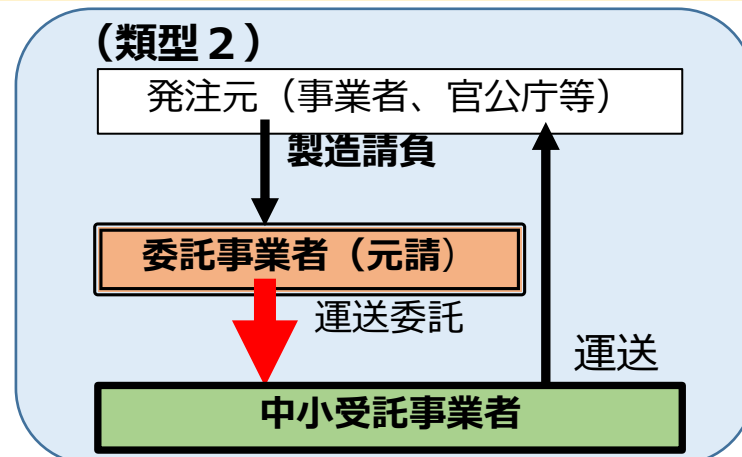 （類型２）
発注元（事業者、官公庁等）
製造請負
委託事業者（元請）
運送委託
運送
中小受託事業者